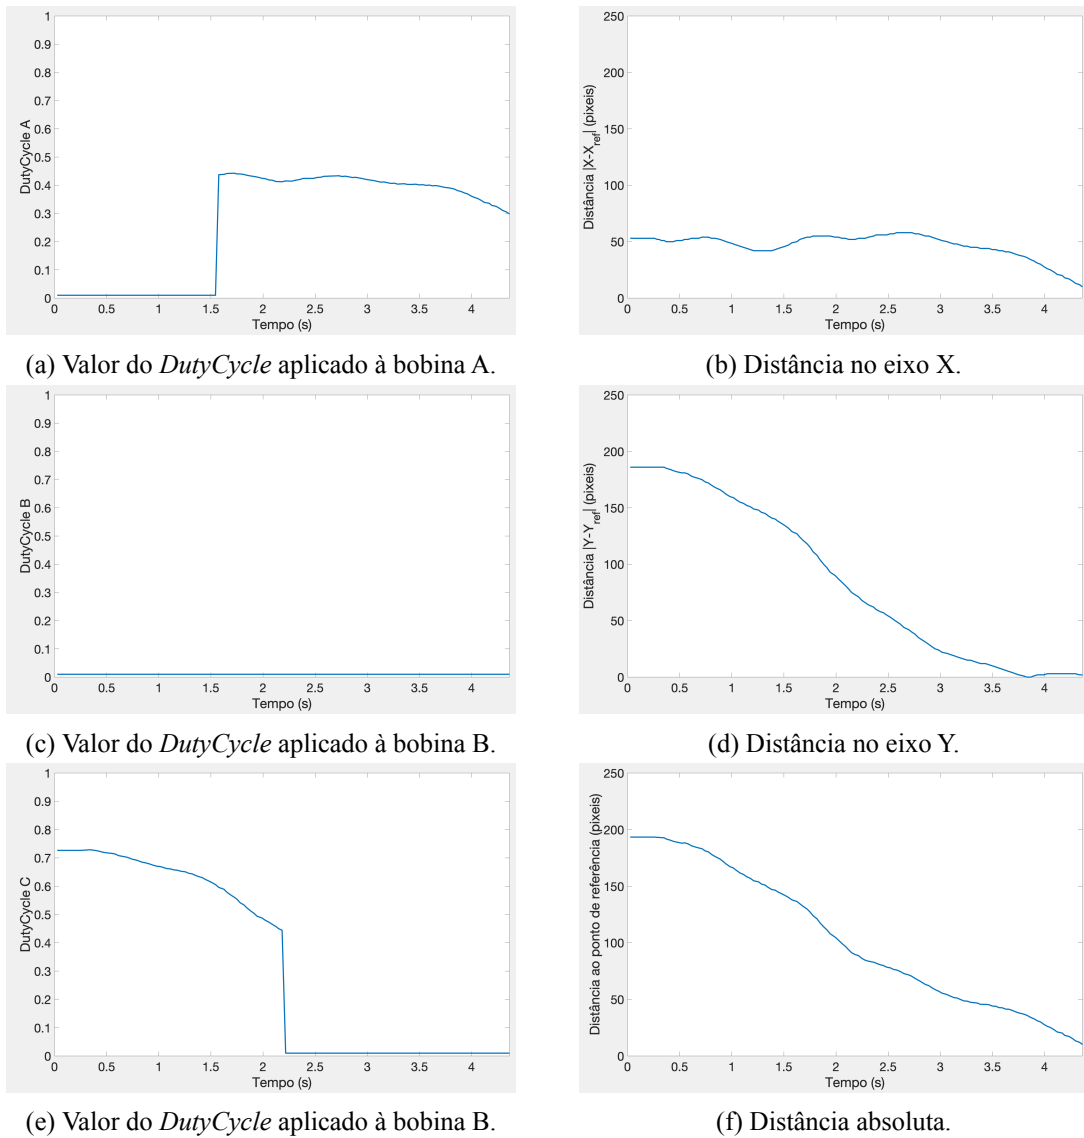 1
0.9
0.8
0.7
0.6
0.5
0.4
0.3
0.2
0.1
0
DutyCycle A
0 0.5 1 1.5 2 2.5 3 3.5 4
Tempo (s)
(a) Valor do DutyCycle aplicado à bobina A.
250
200
150
100
50
0
Distância |X-Xref| (pixeis)
0 0.5 1 1.5 2 2.5 3 3.5 4
Tempo (s)
(b) Distância no eixo X.
1
0.9
0.8
0.7
0.6
0.5
0.4
0.3
0.2
0.1
0
DutyCycle B
0 0.5 1 1.5 2 2.5 3 3.5 4
Tempo (s)
(c) Valor do DutyCycle aplicado à bobina B.
250
200
150
100
50
0
Distância |Y-Yref| (pixeis)
0 0.5 1 1.5 2 2.5 3 3.5 4
Tempo (s)
(d) Distância no eixo Y.
1
0.9
0.8
0.7
0.6
0.5
0.4
0.3
0.2
0.1
0
DutyCycle C
0 0.5 1 1.5 2 2.5 3 3.5 4
Tempo (s)
(e) Valor do DutyCycle aplicado à bobina B.
250
200
150
100
50
0
Distância ao ponto de referência (pixeis)
0 0.5 1 1.5 2 2.5 3 3.5 4
Tempo (s)
(f) Distância absoluta.